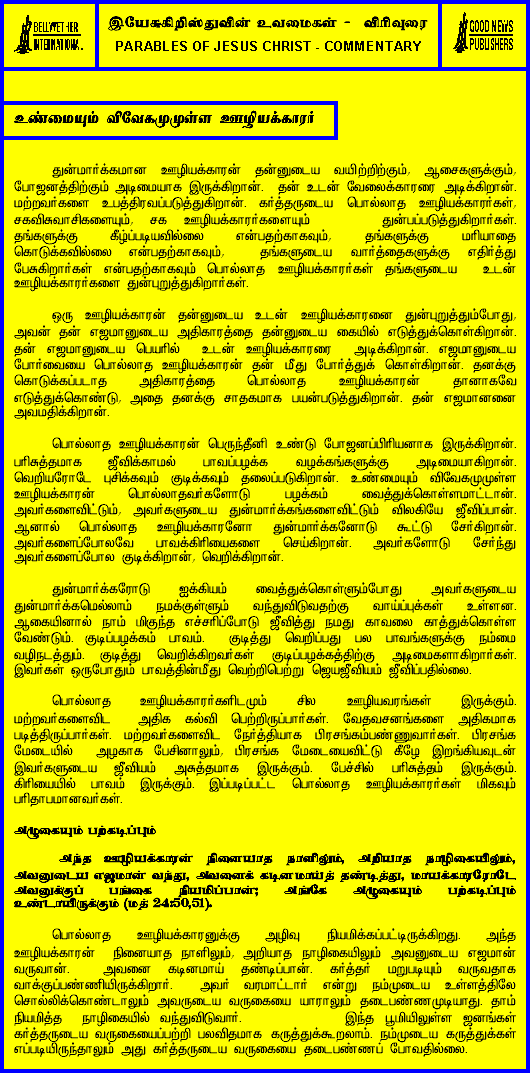 BELLWETHER
INTERNATIONAL
இயேசுகிறிஸ்துவின் உவமைகள் - விரிவுரை
PARABLES OF JESUS CHRIST - COMMENTARY
GOOD NEWS
PUBLISHERS
உண்மையும் விவேகமுமுள்ள ஊழியக்காரர்
துன்மார்க்கமான ஊழியக்காரன் தன்னுடைய வயிற்றிற்கும், ஆசைகளுக்கும்,
போஜனத்திற்கும் அடிமையாக இருக்கிறான். தன் உடன் வேலைக்காரரை அடிக்கிறான்.
மற்றவர்களை உபத்திரவப்படுத்துகிறான். கர்த்தருடைய பொல்லாத ஊழியக்காரர்கள்,
சகவிசுவாசிகளையும், சக ஊழியக்காரர்களையும் துன்பப்படுத்துகிறார்கள்.
தங்களுக்கு கீழ்ப்படியவில்லை என்பதற்காகவும், தங்களுக்கு மரியாதை
கொடுக்கவில்லை என்பதற்காகவும், தங்களுடைய வார்த்தைகளுக்கு எதிர்த்து
பேசுகிறார்கள் என்பதற்காகவும் பொல்லாத ஊழியக்காரர்கள் தங்களுடைய உடன்
ஊழியக்காரர்களை துன்புறுத்துகிறார்கள்.
ஒரு ஊழியக்காரன் தன்னுடைய உடன் ஊழியக்காரனை துன்புறுத்தும்போது,
அவன் தன் எஜமானுடைய அதிகாரத்தை தன்னுடைய கையில் எடுத்துக்கொள்கிறான்.
தன் எஜமானுடைய பெயரில் உடன் ஊழியக்காரரை அடிக்கிறான். எஜமானுடைய
போர்வையை பொல்லாத ஊழியக்காரன் தன் மீது போர்த்துக் கொள்கிறான். தனக்கு
கொடுக்கப்படாத அதிகாரத்தை பொல்லாத ஊழியக்காரன் தானாகவே
எடுத்துக்கொண்டு, அதை தனக்கு சாதகமாக பயன்படுத்துகிறான். தன் எஜமானனை
அவமதிக்கிறான்.
பொல்லாத ஊழியக்காரன் பெருந்தீனி உண்டு போஜனப்பிரியனாக இருக்கிறான்.
பரிசுத்தமாக ஜீவிக்காமல் பாவப்பழக்க வழக்கங்களுக்கு அடிமையாகிறான்.
வெறியரோடே புசிக்கவும் குடிக்கவும் தலைப்படுகிறான். உண்மையும் விவேகமுமுள்ள
ஊழியக்காரன் பொல்லாதவர்களோடு பழக்கம் வைத்துக்கொள்ளமாட்டான்.
அவர்களைவிட்டும், அவர்களுடைய துன்மார்க்கங்களைவிட்டும் விலகியே ஜீவிப்பான்.
ஆனால் பொல்லாத ஊழியக்காரனோ துன்மார்க்கனோடு கூட்டு சேர்கிறான்.
அவர்களைப்போலவே பாவக்கிரியைகளை செய்கிறான். அவர்களோடு சேர்ந்து
அவர்களைப்போல குடிக்கிறான், வெறிக்கிறான்.
துன்மார்க்கரோடு ஐக்கியம் வைத்துக்கொள்ளும்போது அவர்களுடைய
துன்மார்க்கமெல்லாம் நமக்குள்ளும் வந்துவிடுவதற்கு வாய்ப்புக்கள் உள்ளன.
ஆகையினால் நாம் மிகுந்த எச்சரிப்போடு ஜீவித்து நமது காவலை காத்துக்கொள்ள
வேண்டும். குடிப்பழக்கம் பாவம். குடித்து வெறிப்பது பல பாவங்களுக்கு நம்மை
வழிநடத்தும். குடித்து வெறிக்கிறவர்கள் குடிப்பழக்கத்திற்கு அடிமைகளாகிறார்கள்.
இவர்கள் ஒருபோதும் பாவத்தின்மீது வெற்றிபெற்று ஜெயஜீவியம் ஜீவிப்பதில்லை.
பொல்லாத ஊழியக்காரர்களிடமும் சில ஊழியவரங்கள் இருக்கும்.
மற்றவர்களைவிட அதிக கல்வி பெற்றிருப்பார்கள். வேதவசனங்களை அதிகமாக
படித்திருப்பார்கள். மற்றவர்களைவிட நேர்த்தியாக பிரசங்கம்பண்ணுவார்கள். பிரசங்க
மேடையில் அழகாக பேசினாலும், பிரசங்க மேடையைவிட்டு கீழே இறங்கியவுடன்
இவர்களுடைய ஜீவியம் அசுத்தமாக இருக்கும். பேச்சில் பரிசுத்தம் இருக்கும்.
கிரியையில் பாவம் இருக்கும். இப்படிப்பட்ட பொல்லாத ஊழியக்காரர்கள் மிகவும்
பரிதாபமானவர்கள்.
அழுகையும் பற்கடிப்பும்
அந்த ஊழியக்காரன் நினையாத நாளிலும், அறியாத நாழிகையிலும்,
அவனுடைய எஜமான் வந்து, அவனைக் கடினமாய்த் தண்டித்து, மாயக்காரரோடே
அவனுக்குப் பங்கை நியமிப்பான்; அங்கே அழுகையும் பற்கடிப்பும்
உண்டாயிருக்கும் (மத் 24:50,51).
பொல்லாத ஊழியக்காரனுக்கு அழிவு நியமிக்கப்பட்டிருக்கிறது. அந்த
ஊழியக்காரன் நினையாத நாளிலும், அறியாத நாழிகையிலும் அவனுடைய எஜமான்
வருவான். அவனை கடினமாய் தண்டிப்பான். கர்த்தர் மறுபடியும் வருவதாக
வாக்குப்பண்ணியிருக்கிறார். அவர் வரமாட்டார் என்று நம்முடைய உள்ளத்திலே
சொல்லிக்கொண்டாலும் அவருடைய வருகையை யாராலும் தடைபண்ணமுடியாது. தாம்
நியமித்த நாழிகையில் வந்துவிடுவார். இந்த பூமியிலுள்ள ஜனங்கள்
கர்த்தருடைய வருகையைப்பற்றி பலவிதமாக கருத்துக்கூறலாம். நம்முடைய கருத்துக்கள்
எப்படியிருந்தாலும் அது கர்த்தருடைய வருகையை தடைபண்ணப் போவதில்லை.